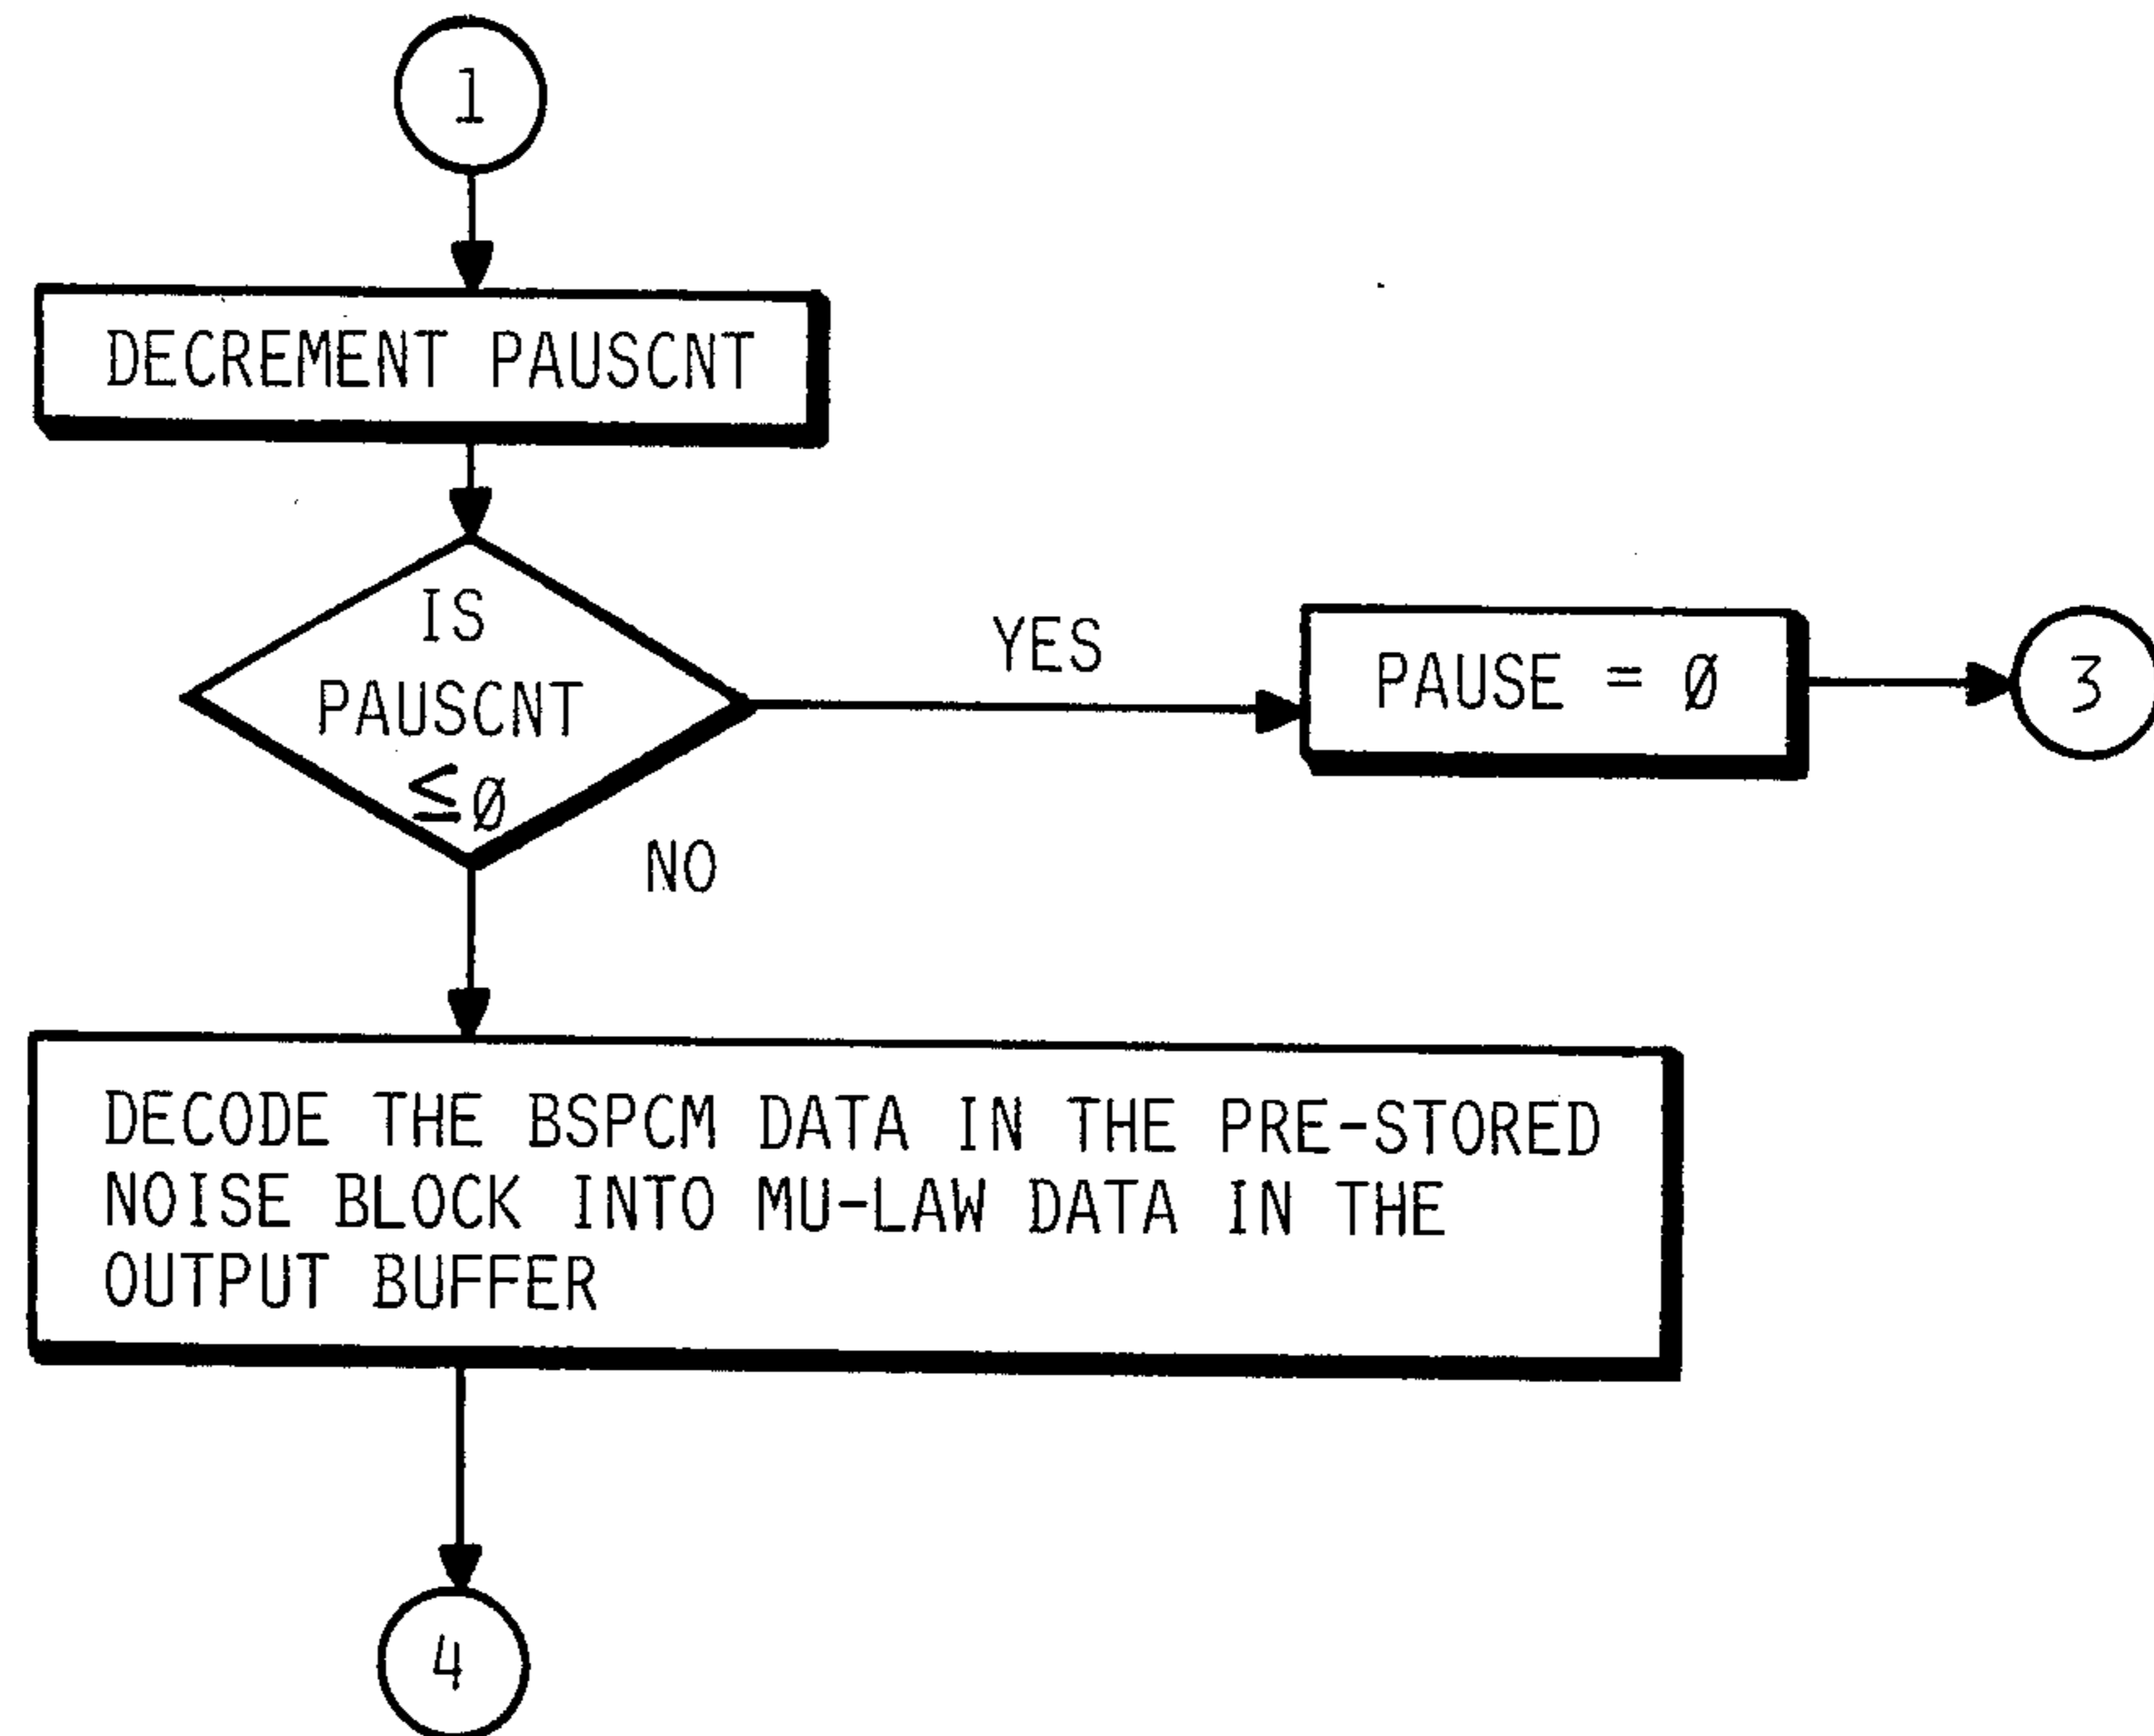 1
DECREMENT PAUSCNT
IS
PAUSCNT
≤Ø
YES
PAUSE = Ø
3
NO
DECODE THE BSPCM DATA IN THE PRE-STORED
NOISE BLOCK INTO MU-LAW DATA IN THE
OUTPUT BUFFER
4